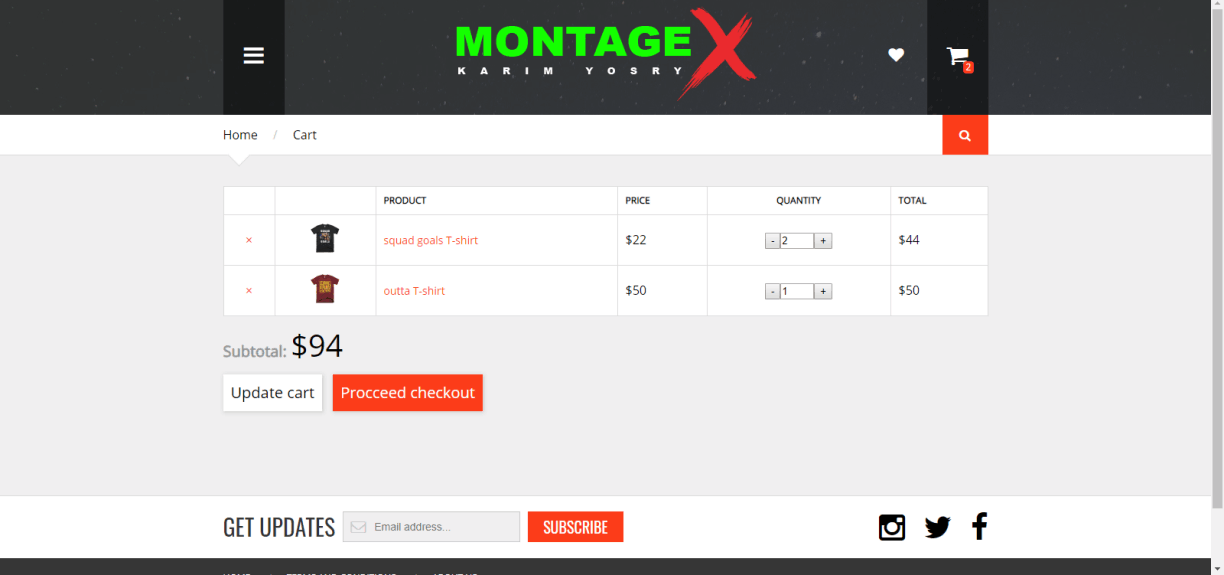 MONTAGE X
KARIM YOSRY
2
Home / Cart
PRODUCT PRICE QUANTITY TOTAL
× squad goals T-shirt $22 - 2 + $44
× outta T-shirt $50 - 1 + $50
Subtotal: $94
Update cart Procceed checkout
GET UPDATES Email address... SUBSCRIBE